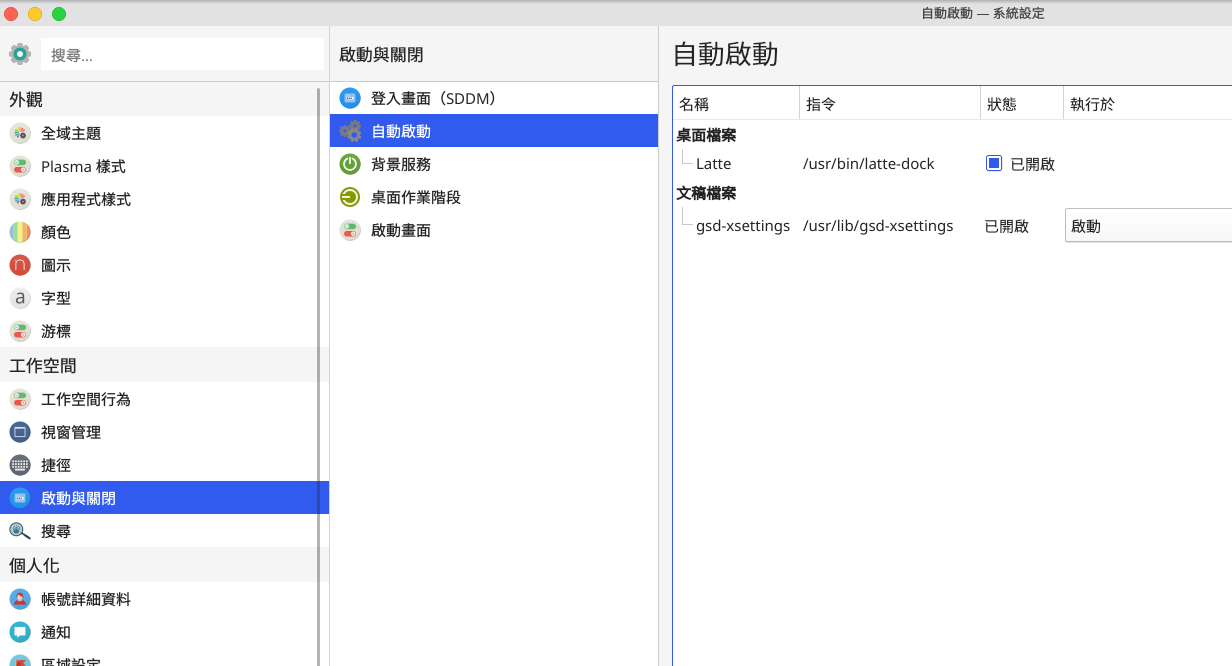 自動啟動 — 系統設定
搜尋...
外觀
全域主題
Plasma 樣式
應用程式樣式
顏色
圖示
字型
游標
工作空間
工作空間行為
視窗管理
捷徑
啟動與關閉
搜尋
個人化
帳號詳細資料
通知
區域設定
啟動與關閉
登入畫面（SDDM）
自動啟動
背景服務
桌面作業階段
啟動畫面
自動啟動
名稱 指令 狀態 執行於
桌面檔案
Latte /usr/bin/latte-dock 已開啟
文稿檔案
gsd-xsettings /usr/lib/gsd-xsettings 已開啟 啟動